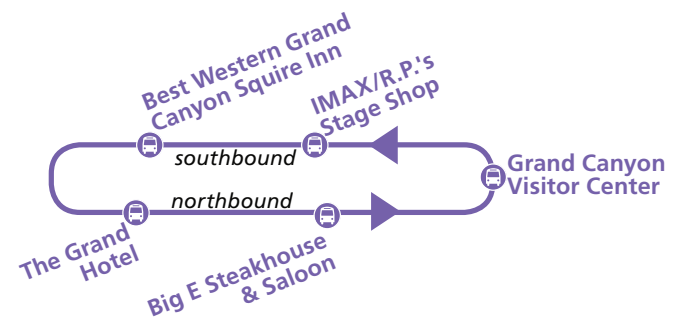 Best Western Grand
Canyon Squire Inn
IMAX/R.P.'s
Stage Shop
southbound
Grand Canyon
Visitor Center
northbound
The Grand
Hotel
Big E Steakhouse
& Saloon